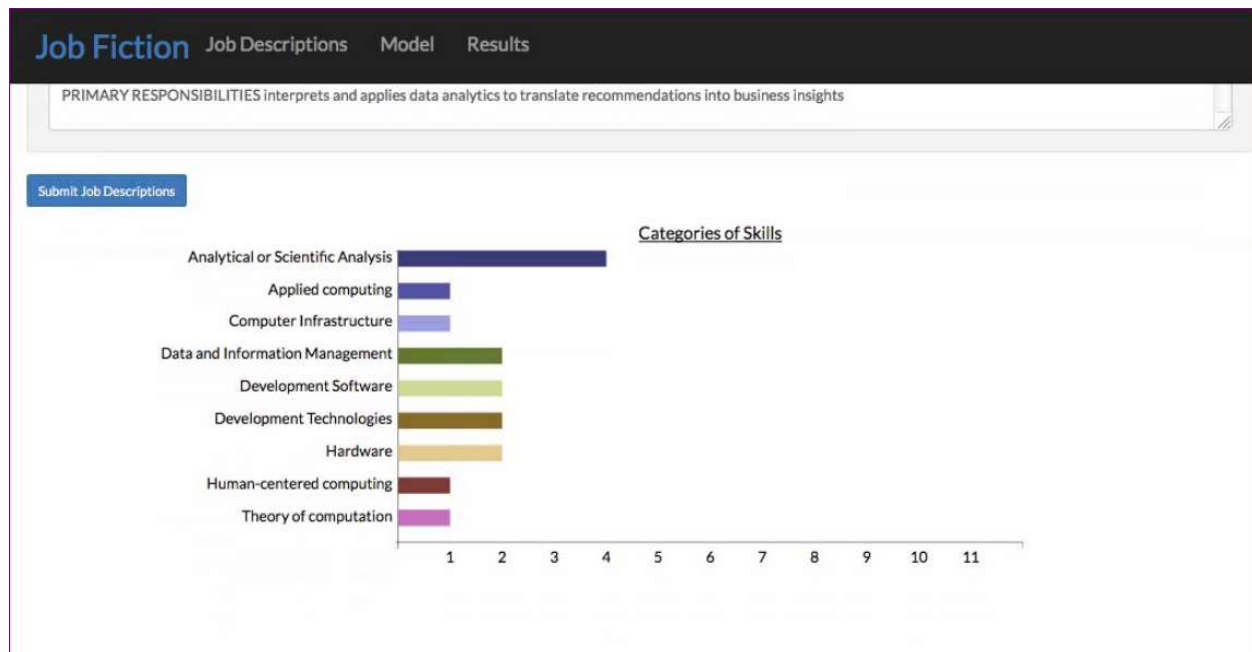 Job Fiction Job Descriptions Model Results
PRIMARY RESPONSIBILITIES interprets and applies data analytics to translate recommendations into business insights
Submit Job Descriptions
Categories of Skills
Analytical or Scientific Analysis
Applied computing
Computer Infrastructure
Data and Information Management
Development Software
Development Technologies
Hardware
Human-centered computing
Theory of computation
1 2 3 4 5 6 7 8 9 10 11